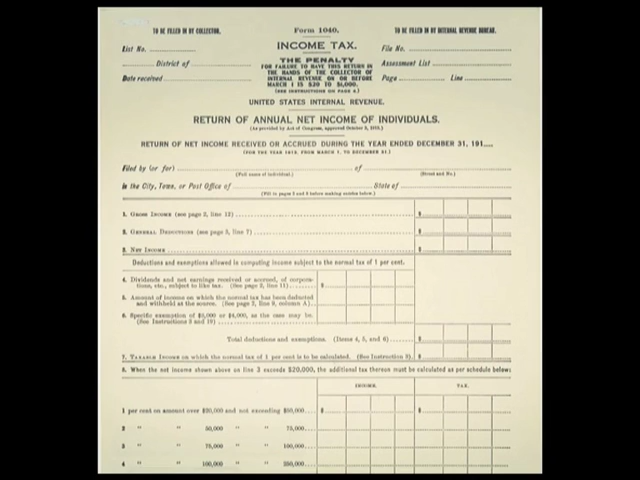 TO BE FILLED IN BY COLLECTOR.
Form 1040.
TO BE FILLED IN BY INTERNAL REVENUE BUREAU.
List No.
INCOME TAX.
File No.
District of
THE PENALTY
FOR FAILURE TO HAVE THIS RETURN IN
THE HANDS OF THE COLLECTOR OF
INTERNAL REVENUE ON OR BEFORE
MARCH 1 IS $20 TO $1,000.
(SEE INSTRUCTIONS ON PAGE 4.)
Assessment List
Date received
Page Line
UNITED STATES INTERNAL REVENUE.
RETURN OF ANNUAL NET INCOME OF INDIVIDUALS.
(As provided by Act of Congress, approved October 3, 1913.)
RETURN OF NET INCOME RECEIVED OR ACCRUED DURING THE YEAR ENDED DECEMBER 31, 191....
(FOR THE YEAR 1913, FROM MARCH 1, TO DECEMBER 31.)
Filed by (or for) of
(Full name of individual.) (Street and No.)
in the City, Town, or Post Office of State of
(Fill in pages 2 and 3 before making entries below.)
1. GROSS INCOME (see page 2, line 12) $
2. GENERAL DEDUCTIONS (see page 3, line 7) $
3. NET INCOME $
Deductions and exemptions allowed in computing income subject to the normal tax of 1 per cent.
4. Dividends and net earnings received or accrued, of corpora-
tions, etc., subject to like tax. (See page 2, line 11) $
5. Amount of income on which the normal tax has been deducted
and withheld at the source. (See page 2, line 9, column A)
6. Specific exemption of $3,000 or $4,000, as the case may be.
(See Instructions 3 and 19)
Total deductions and exemptions. (Items 4, 5, and 6) $
7. TAXABLE INCOME on which the normal tax of 1 per cent is to be calculated. (See Instruction 3). $
8. When the net income shown above on line 3 exceeds $20,000, the additional tax thereon must be calculated as per schedule below:
INCOME. TAX.
1 per cent on amount over $20,000 and not exceeding $50,000.... $ $
2 " " 50,000 " " 75,000....
3 " " 75,000 " " 100,000....
4 " " 100,000 " " 250,000....